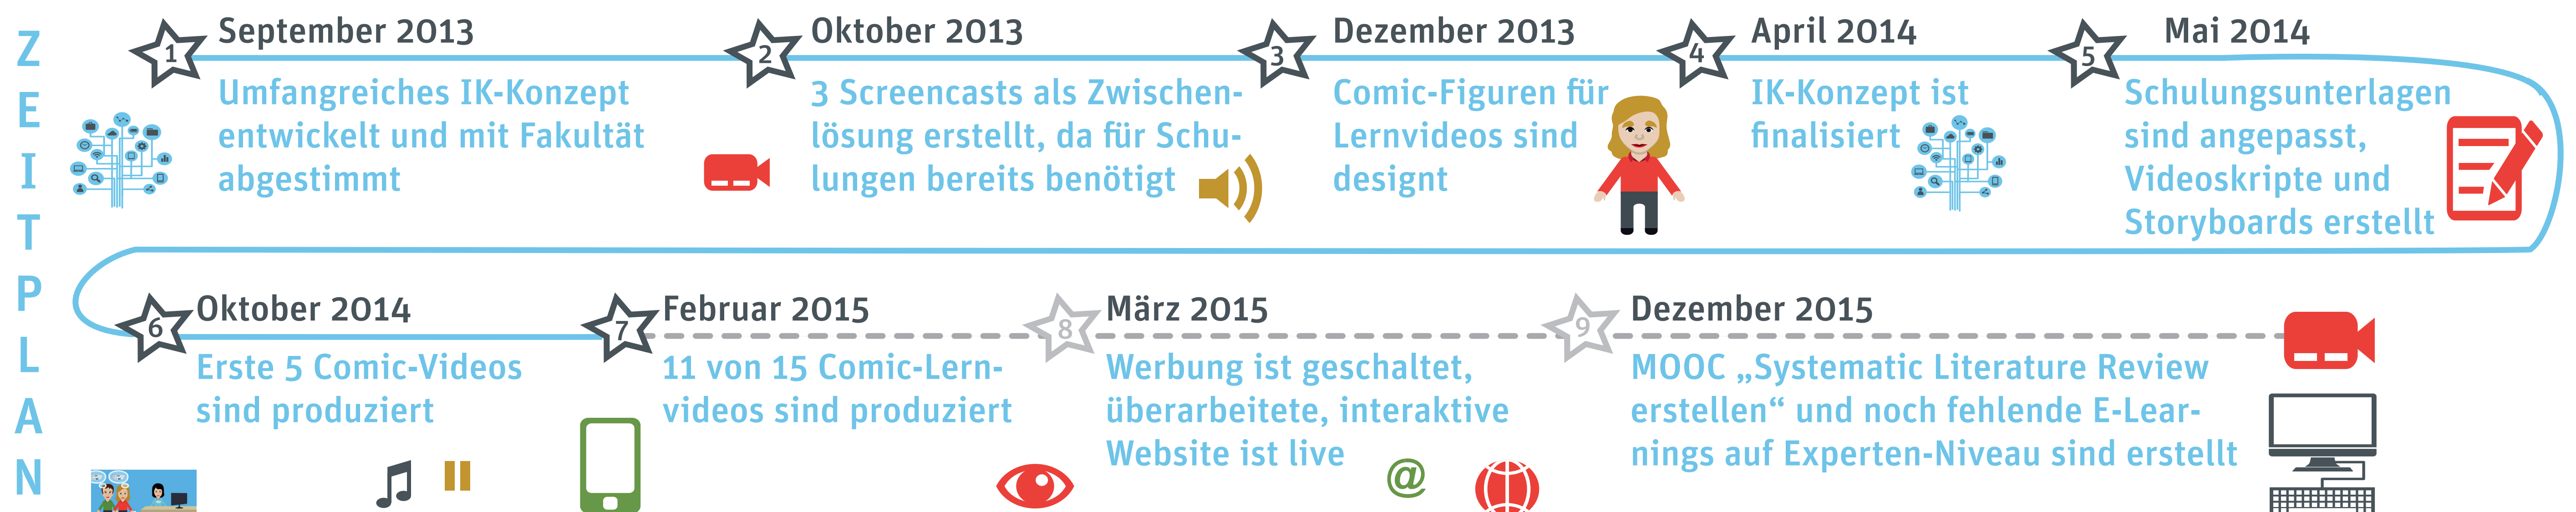 ZEITPLAN
1 September 2013
Umfangreiches IK-Konzept
entwickelt und mit Fakultät
abgestimmt
2 Oktober 2013
3 Screencasts als Zwischen-
lösung erstellt, da für Schu-
lungen bereits benötigt
3 Dezember 2013
Comic-Figuren für
Lernvideos sind
designt
4 April 2014
IK-Konzept ist
finalisiert
5 Mai 2014
Schulungsunterlagen
sind angepasst,
Videoskripte und
Storyboards erstellt
6 Oktober 2014
Erste 5 Comic-Videos
sind produziert
7 Februar 2015
11 von 15 Comic-Lern-
videos sind produziert
8 März 2015
Werbung ist geschaltet,
überarbeitete, interaktive
Website ist live
@
9 Dezember 2015
MOOC „Systematic Literature Review
erstellen“ und noch fehlende E-Lear-
nings auf Experten-Niveau sind erstellt